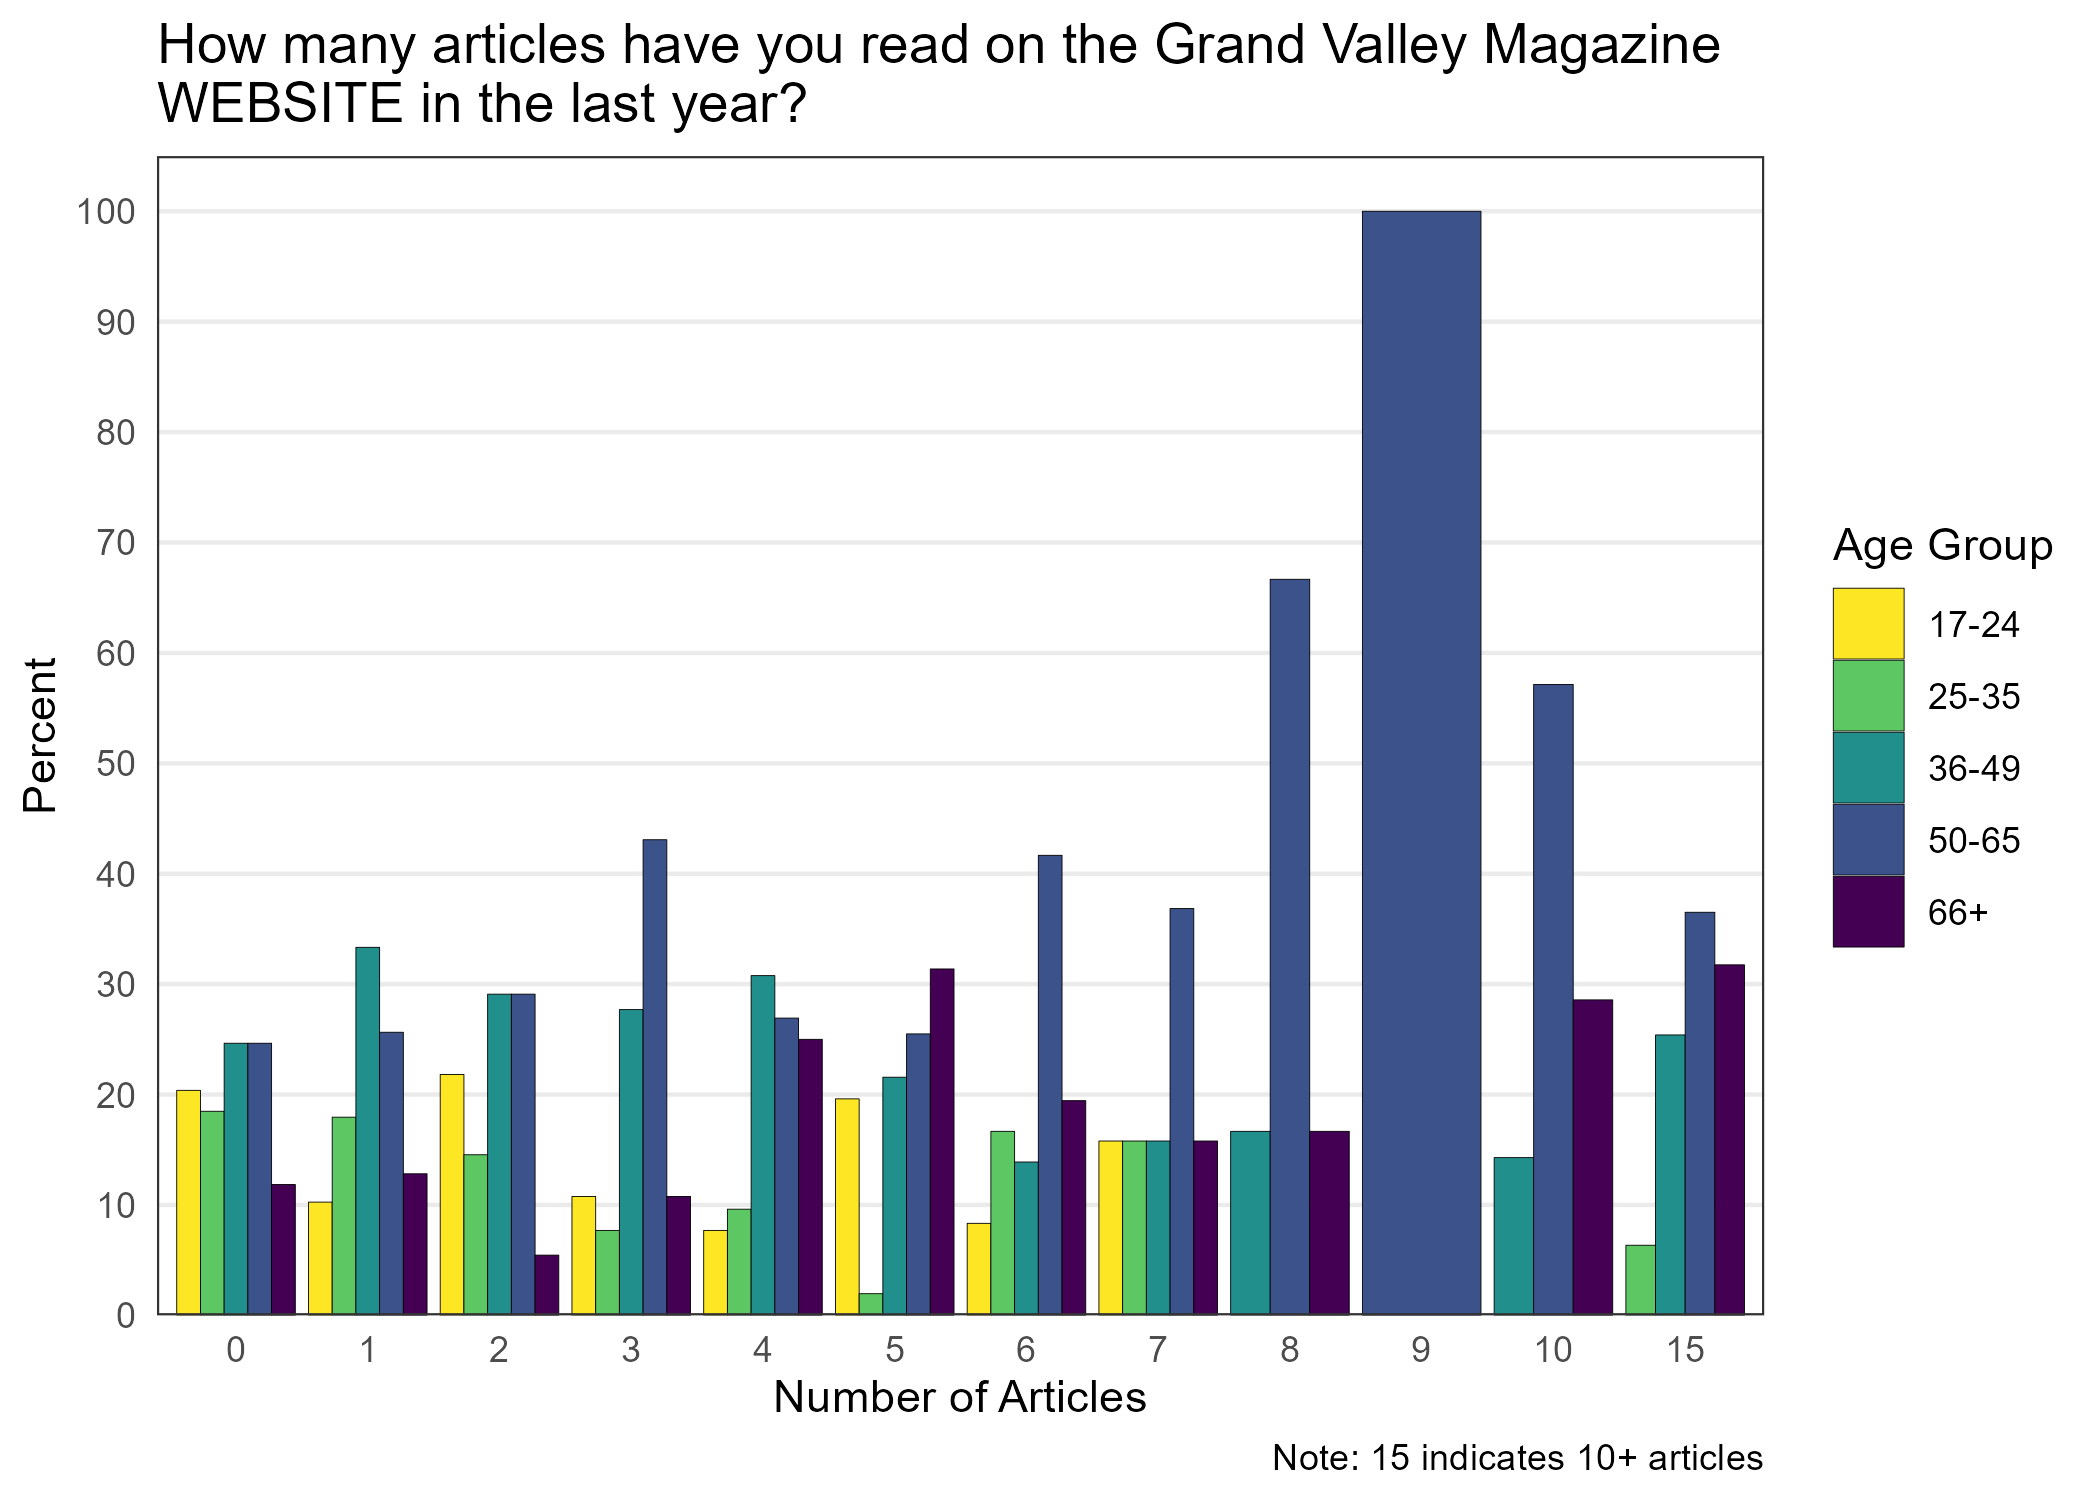 How many articles have you read on the Grand Valley Magazine
WEBSITE in the last year?
100
90
80
70
60
50
40
30
20
10
0
Percent
0 1 2 3 4 5 6 7 8 9 10 15
Number of Articles
Age Group
17-24
25-35
36-49
50-65
66+
Note: 15 indicates 10+ articles